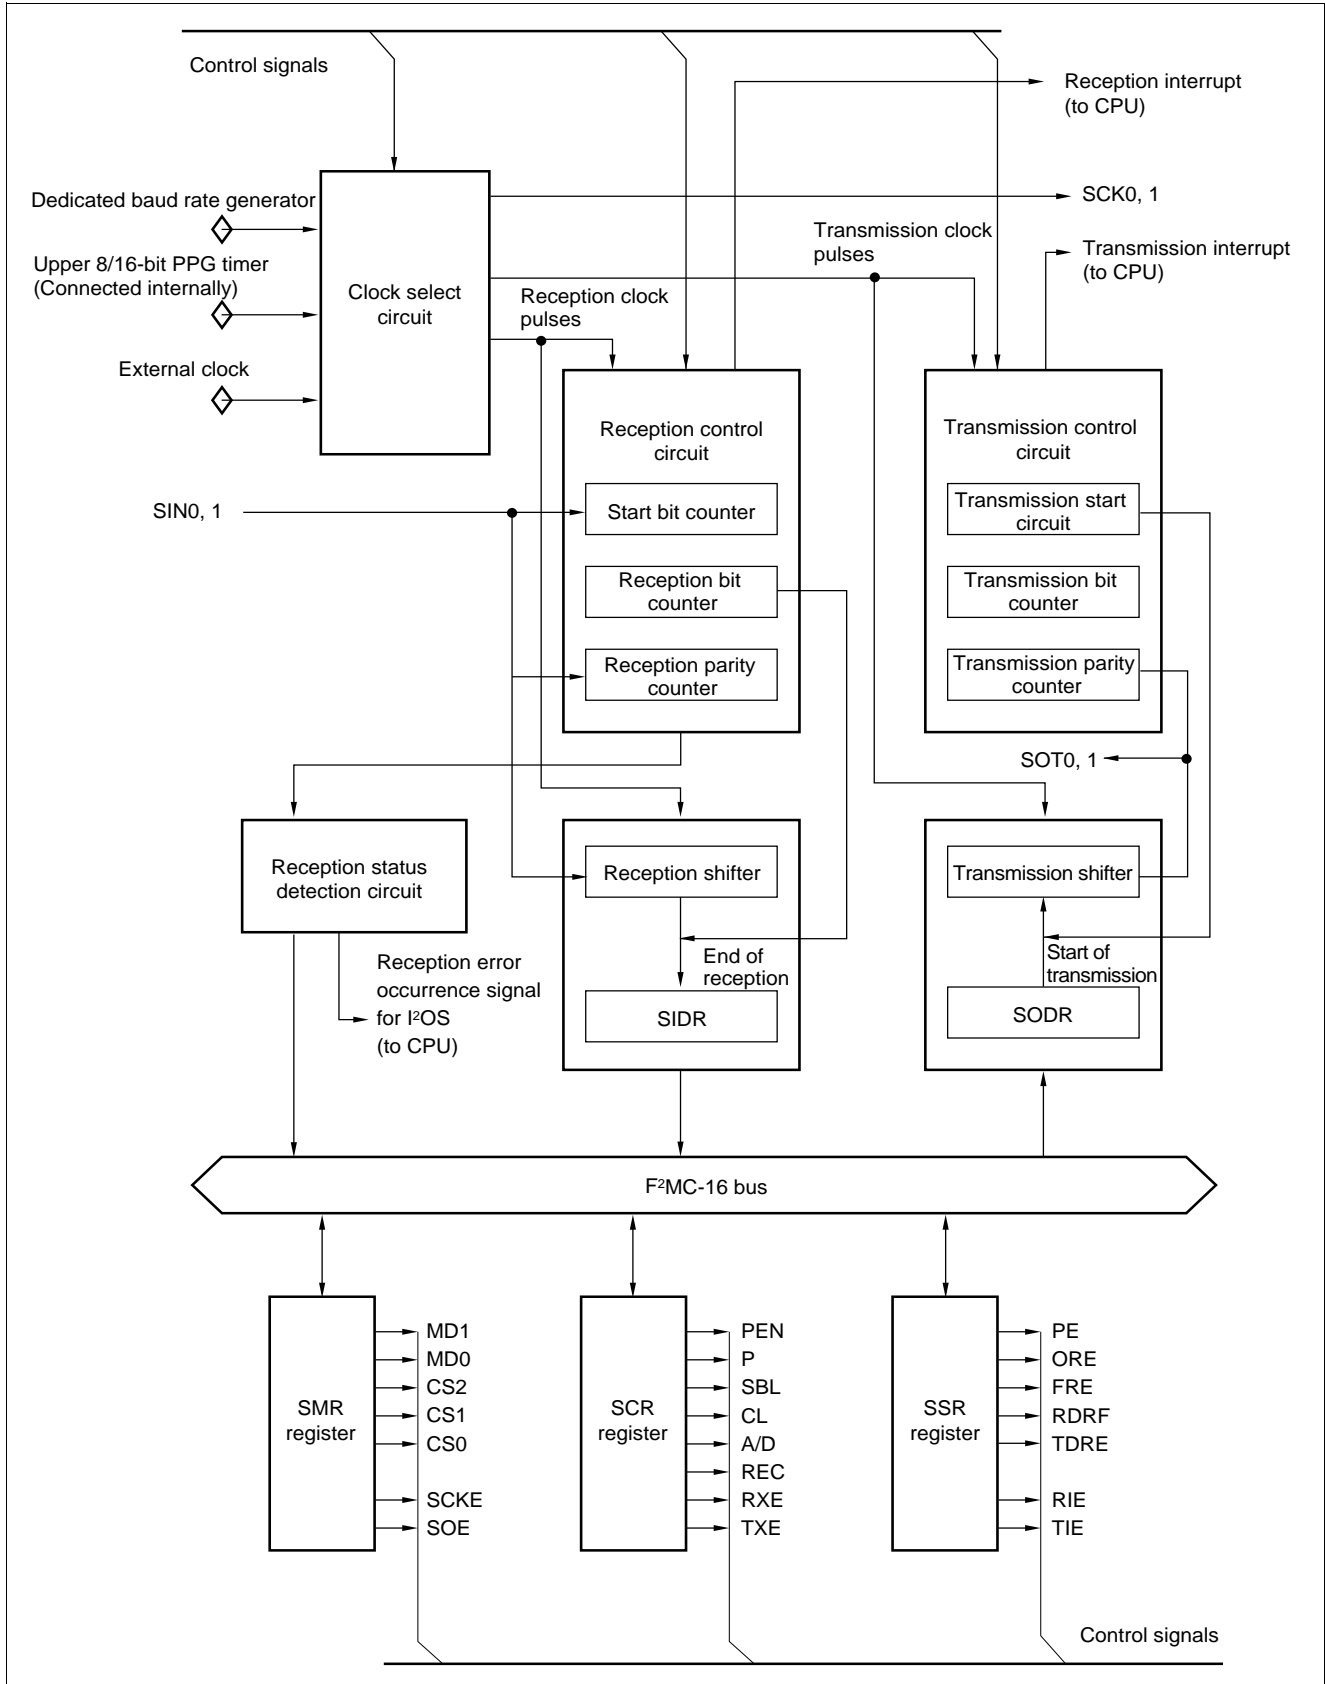 Control signals
Reception interrupt
(to CPU)
Dedicated baud rate generator
SCK0, 1
Transmission clock
pulses
Transmission interrupt
(to CPU)
Upper 8/16-bit PPG timer
(Connected internally)
Clock select
circuit
Reception clock
pulses
External clock
Reception control
circuit
Transmission control
circuit
SIN0, 1
Start bit counter
Transmission start
circuit
Reception bit
counter
Transmission bit
counter
Reception parity
counter
Transmission parity
counter
SOT0, 1
Reception status
detection circuit
Reception shifter
Transmission shifter
End of
reception
Start of
transmission
Reception error
occurrence signal
for I²OS
(to CPU)
SIDR
SODR
F²MC-16 bus
SMR
register
MD1
MD0
CS2
CS1
CS0
SCKE
SOE
SCR
register
PEN
P
SBL
CL
A/D
REC
RXE
TXE
SSR
register
PE
ORE
FRE
RDRF
TDRE
RIE
TIE
Control signals